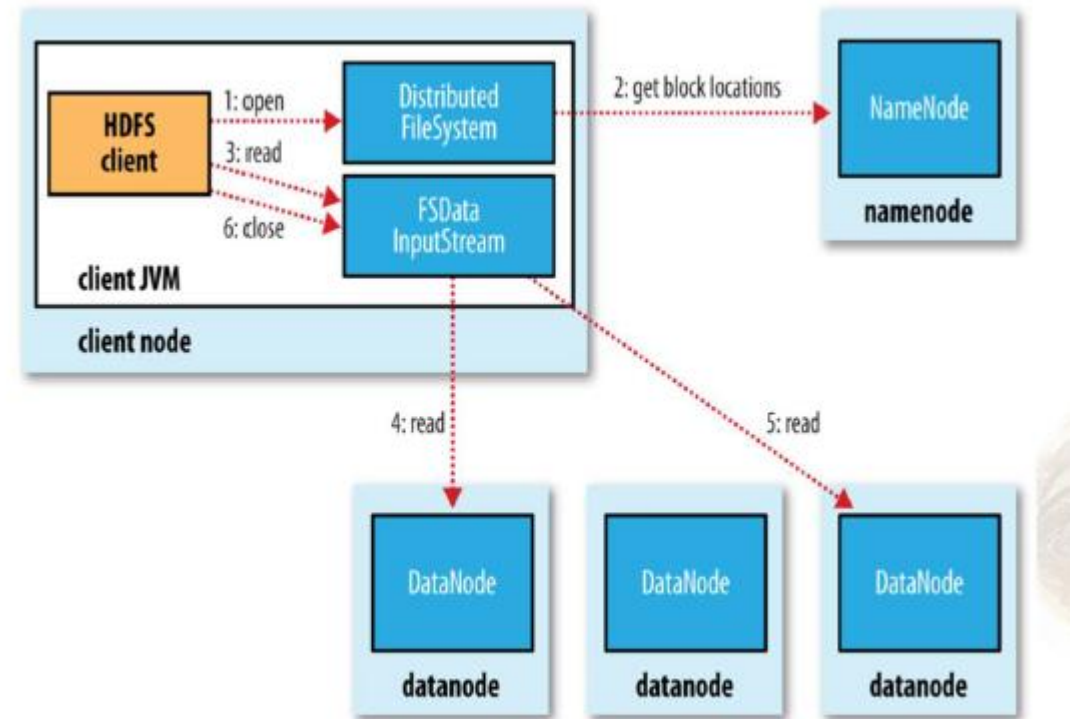 HDFS
client
1: open
3: read
6: close
Distributed
FileSystem
FSData
InputStream
client JVM
client node
2: get block locations
NameNode
namenode
4: read
5: read
DataNode
datanode
DataNode
datanode
DataNode
datanode